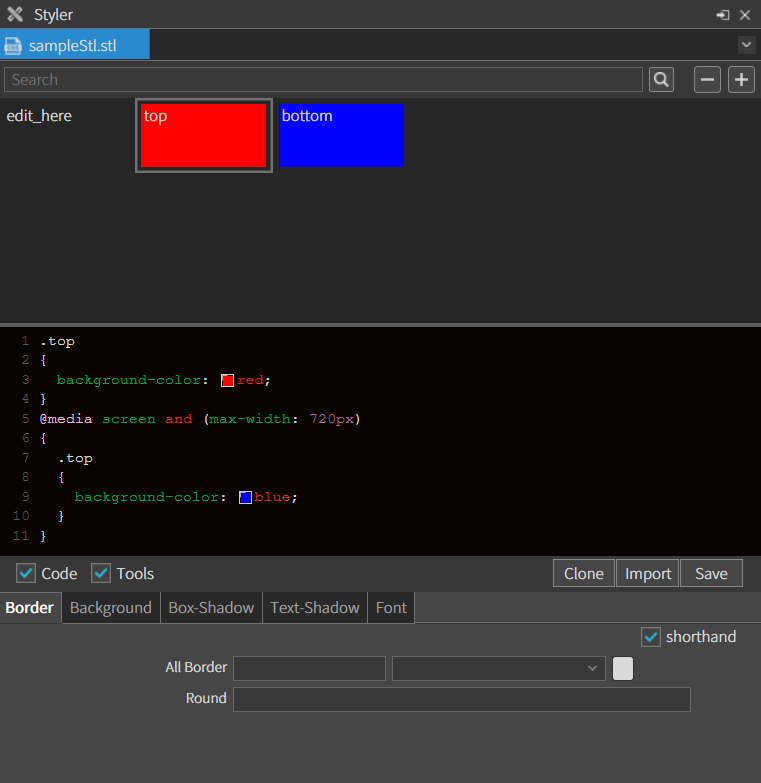 Styler
sampleStl.stl
Search
edit_here top bottom
1 .top
2 {
3 background-color: red;
4 }
5 @media screen and (max-width: 720px)
6 {
7 .top
8 {
9 background-color: blue;
10 }
11 }
Code Tools Clone Import Save
Border Background Box-Shadow Text-Shadow Font
shorthand
All Border
Round